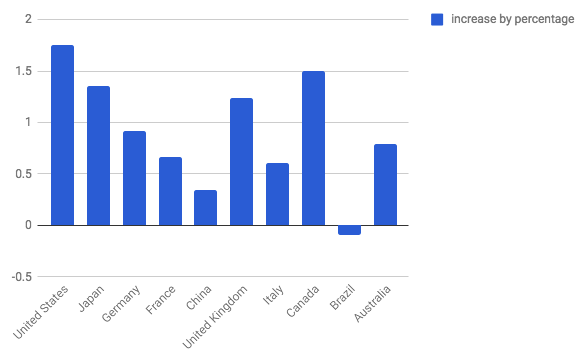 2
increase by percentage
1.5
1
0.5
0
-0.5
United States
Japan
Germany
France
China
United Kingdom
Italy
Canada
Brazil
Australia